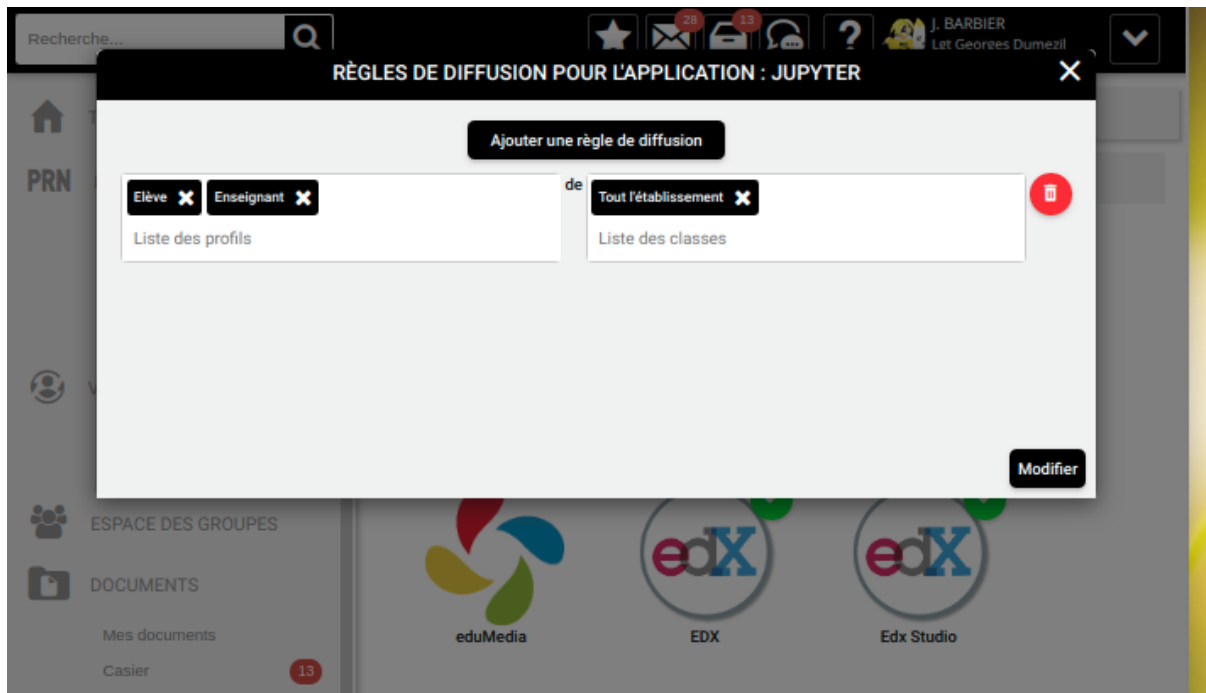 Recherche...
28
13
?
J. BARBIER
Lgt Georges Dumezil
RÈGLES DE DIFFUSION POUR L'APPLICATION : JUPYTER
Ajouter une règle de diffusion
PRN
Elève
Enseignant
de
Tout l'établissement
Liste des profils
Liste des classes
Modifier
ESPACE DES GROUPES
DOCUMENTS
Mes documents
Casier
13
edX
edX
eduMedia
EDX
Edx Studio